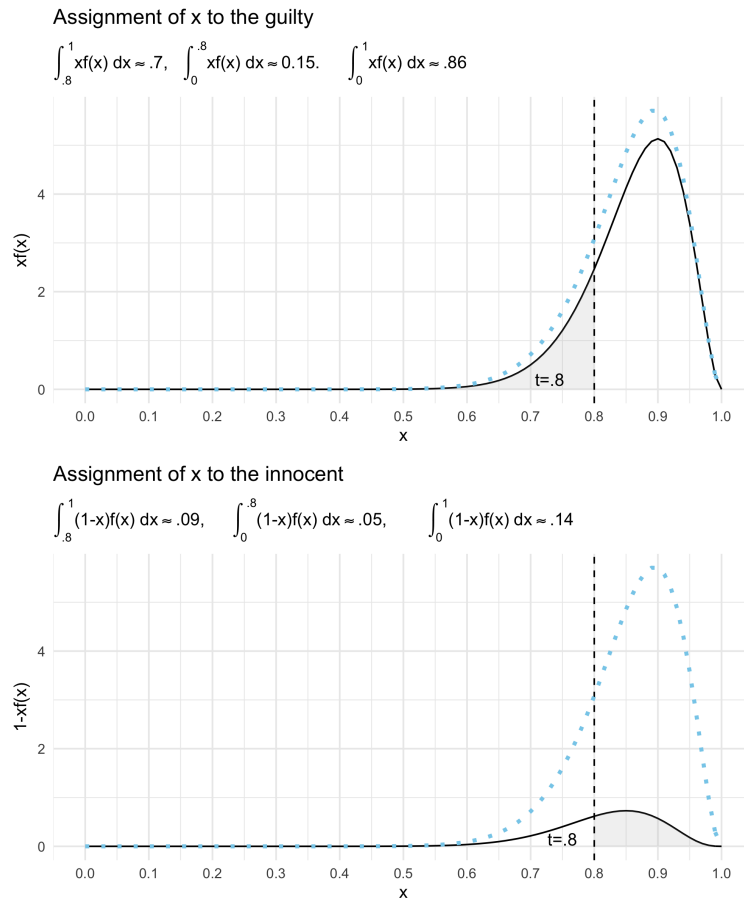 Assignment of x to the guilty
∫.8^1 xf(x) dx ≈ .7, ∫0^.8 xf(x) dx ≈ 0.15. ∫0^1 xf(x) dx ≈ .86
xf(x)
4
2
0
t=.8
0.0 0.1 0.2 0.3 0.4 0.5 0.6 0.7 0.8 0.9 1.0
x
Assignment of x to the innocent
∫.8^1 (1-x)f(x) dx ≈ .09, ∫0^.8 (1-x)f(x) dx ≈ .05, ∫0^1 (1-x)f(x) dx ≈ .14
1-xf(x)
4
2
0
t=.8
0.0 0.1 0.2 0.3 0.4 0.5 0.6 0.7 0.8 0.9 1.0
x